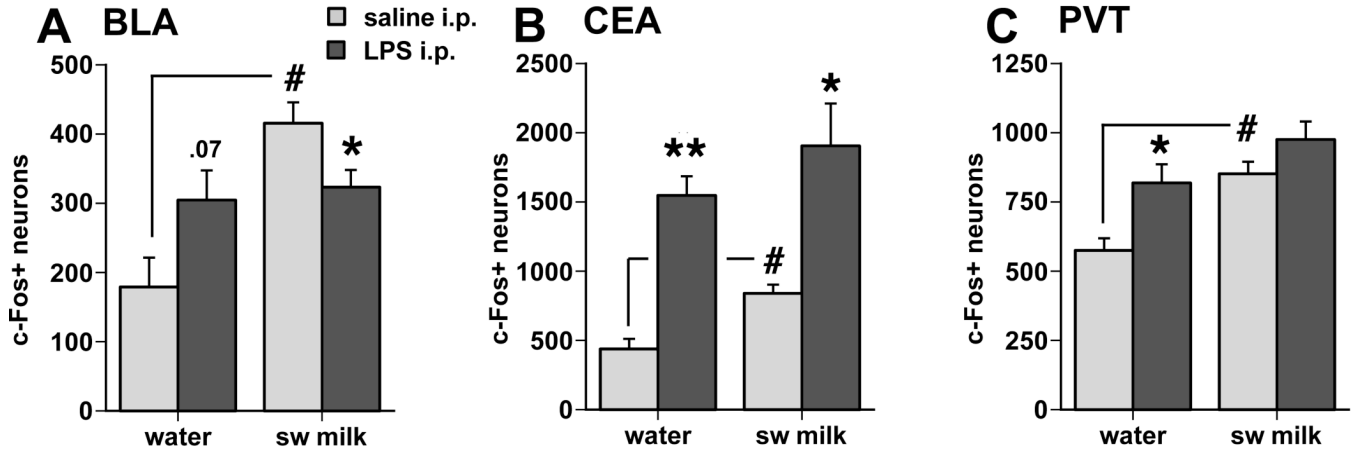 A BLA
saline i.p.
LPS i.p.
c-Fos+ neurons
500
400
300
200
100
0
#
.07
*
water
sw milk
B CEA
c-Fos+ neurons
2500
2000
1500
1000
500
0
**
#
*
water
sw milk
C PVT
c-Fos+ neurons
1250
1000
750
500
250
0
*
#
water
sw milk